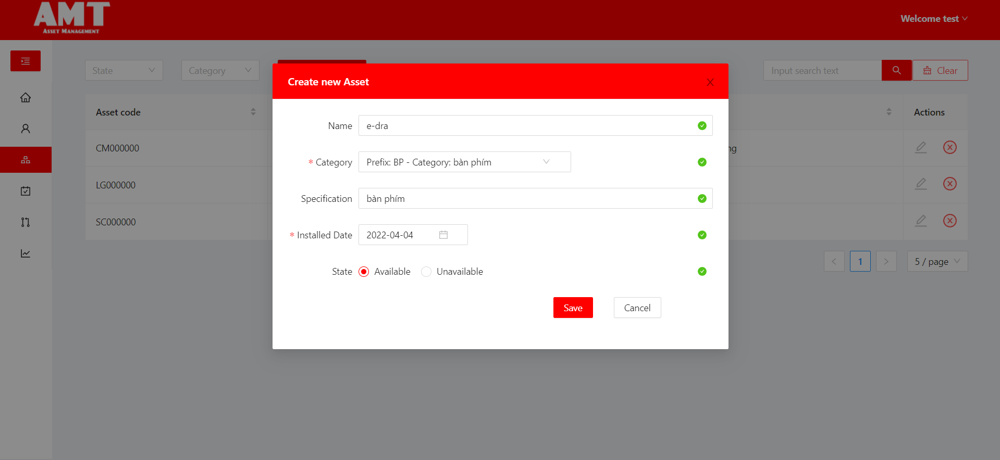 AMT
ASSET MANAGEMENT
Welcome test
State
Category
Input search text
Clear
Asset code
Actions
CM000000
LG000000
SC000000
ng
1
5 / page
Create new Asset
Name
e-dra
* Category
Prefix: BP - Category: bàn phím
Specification
bàn phím
* Installed Date
2022-04-04
State
Available
Unavailable
Save
Cancel